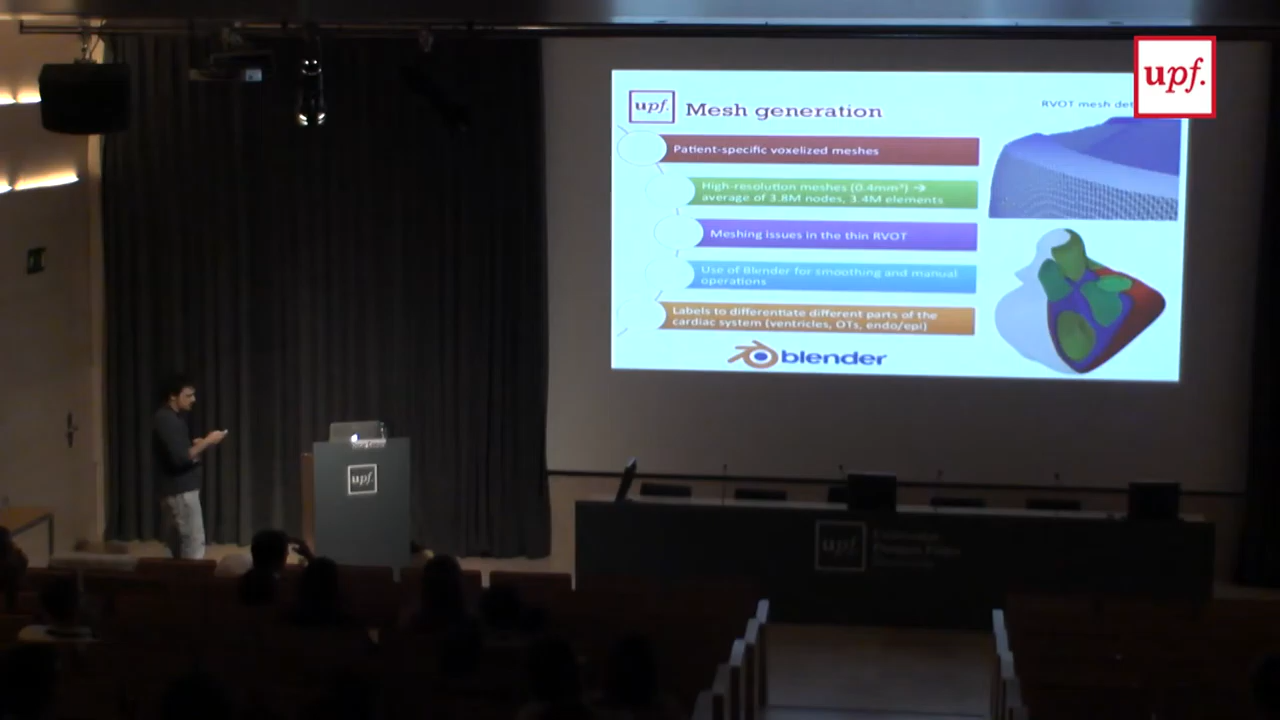 upf.
upf.
Mesh generation
RVOT mesh det
Patient-specific voxelized meshes
High-resolution meshes (0.4mm³) →
average of 3.8M nodes, 3.4M elements
Meshing issues in the thin RVOT
Use of Blender for smoothing and manual
operations
Labels to differentiate different parts of the
cardiac system (ventricles, OTs, endo/epi)
blender
upf.
upf.